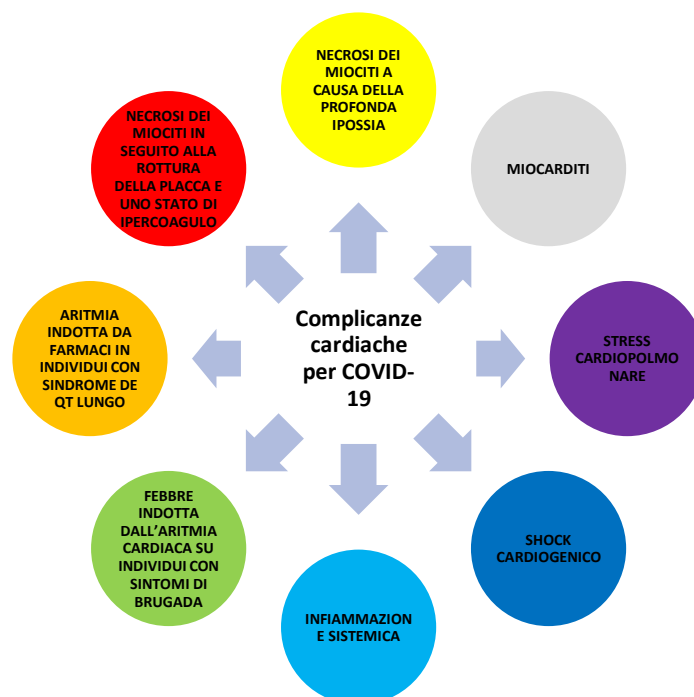 NECROSI DEI
MIOCITI A
CAUSA DELLA
PROFONDA
IPOSSIA
MIOCARDITI
STRESS
CARDIOPOLMO
NARE
SHOCK
CARDIOGENICO
INFIAMMAZION
E SISTEMICA
FEBBRE
INDOTTA
DALL’ARITMIA
CARDIACA SU
INDIVIDUI CON
SINTOMI DI
BRUGADA
ARITMIA
INDOTTA DA
FARMACI IN
INDIVIDUI CON
SINDROME DE
QT LUNGO
NECROSI DEI
MIOCITI IN
SEGUITO ALLA
ROTTURA
DELLA PLACCA E
UNO STATO DI
IPERCOAGULO
Complicanze
cardiache
per COVID-
19